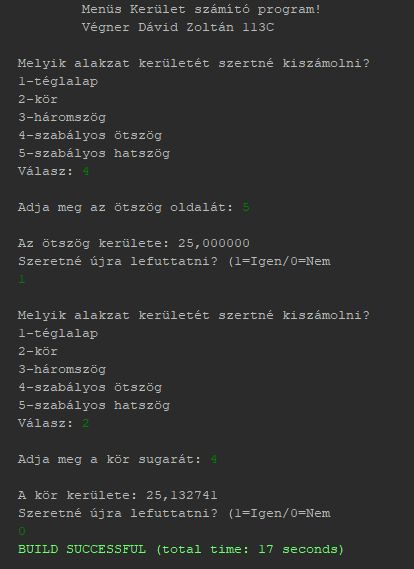 Menüs Kerület számító program!
Végner Dávid Zoltán 113C
Melyik alakzat kerületét szertné kiszámolni?
1-téglalap
2-kör
3-háromszög
4-szabályos ötszög
5-szabályos hatszög
Válasz: 4
Adja meg az ötszög oldalát: 5
Az ötszög kerülete: 25,000000
Szeretné újra lefuttatni? (1=Igen/0=Nem
1
Melyik alakzat kerületét szertné kiszámolni?
1-téglalap
2-kör
3-háromszög
4-szabályos ötszög
5-szabályos hatszög
Válasz: 2
Adja meg a kör sugarát: 4
A kör kerülete: 25,132741
Szeretné újra lefuttatni? (1=Igen/0=Nem
0
BUILD SUCCESSFUL (total time: 17 seconds)